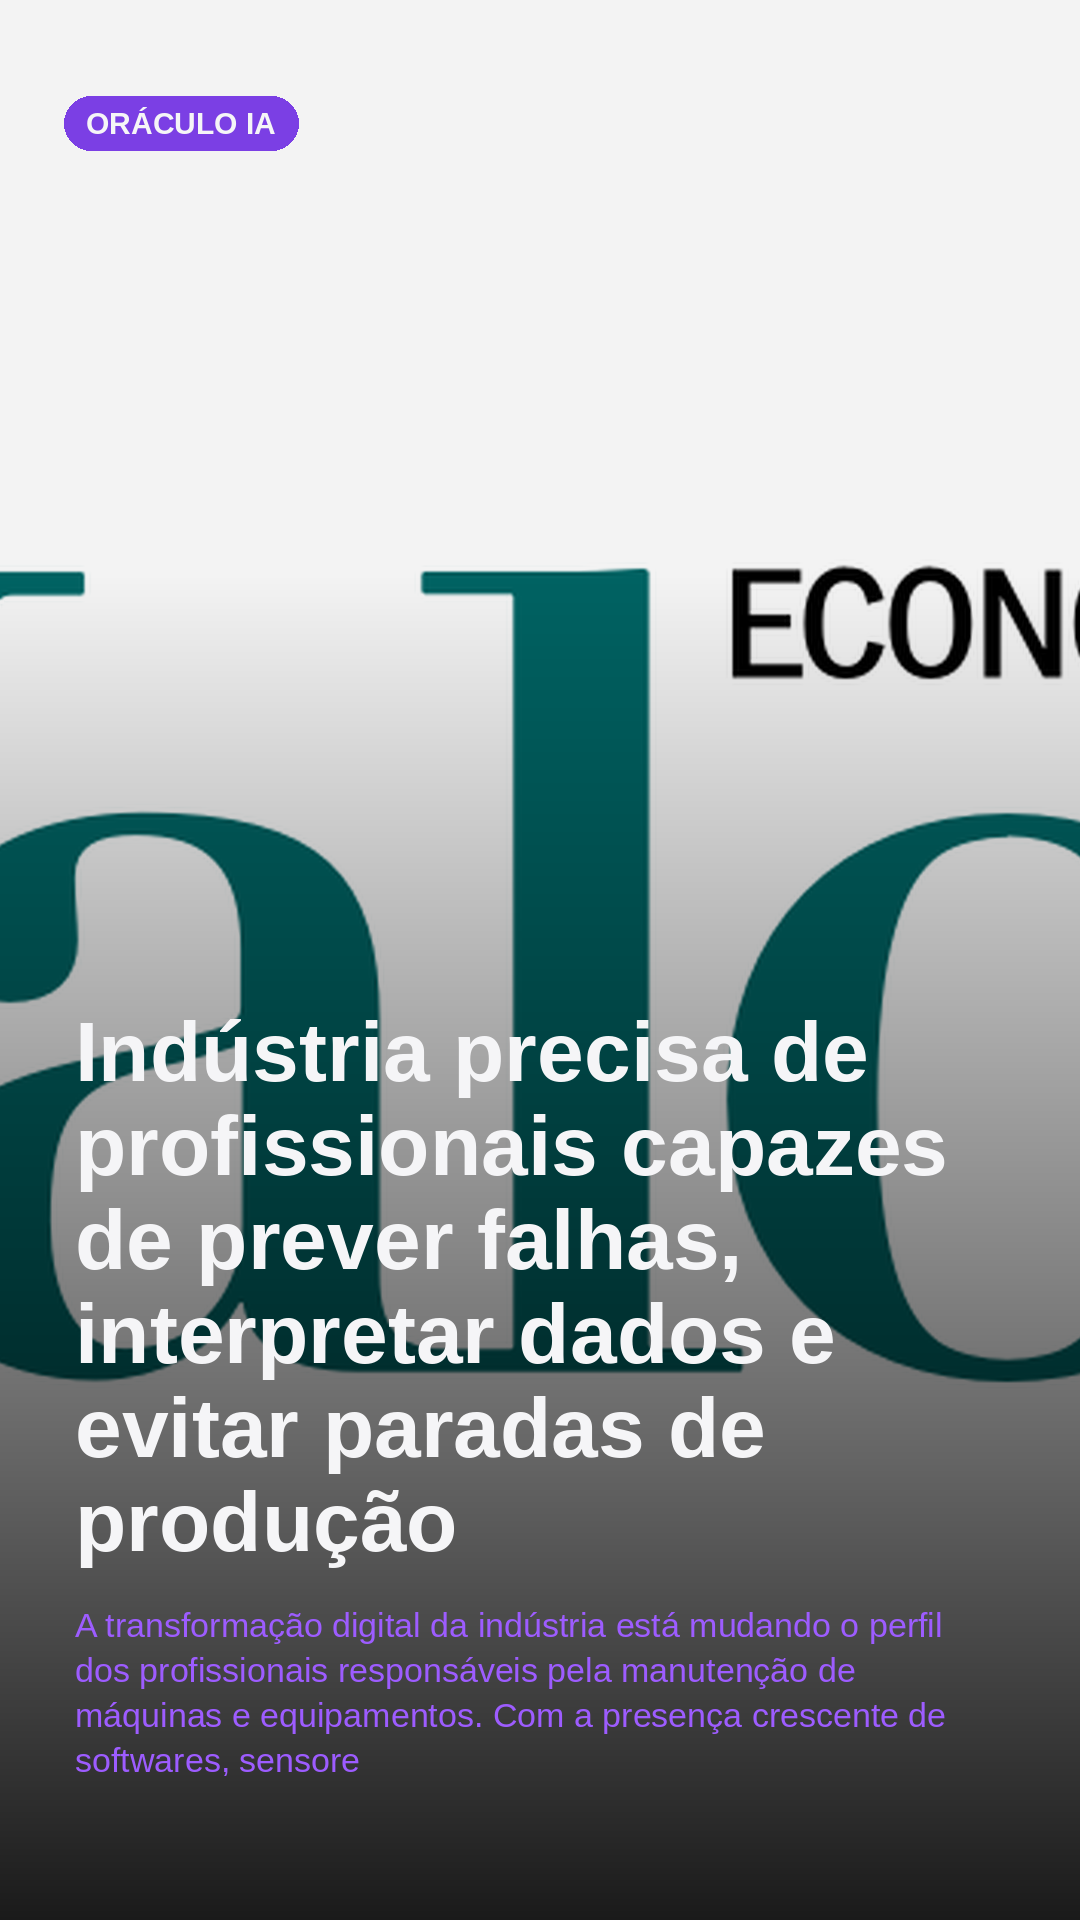 ORÁCULO IA
ECON
alo
Indústria precisa de
profissionais capazes
de prever falhas,
interpretar dados e
evitar paradas de
produção
A transformação digital da indústria está mudando o perfil
dos profissionais responsáveis pela manutenção de
máquinas e equipamentos. Com a presença crescente de
softwares, sensore